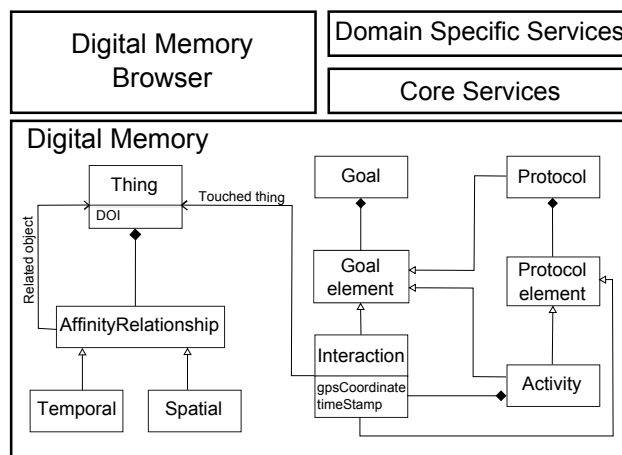 Digital Memory
Browser
Domain Specific Services
Core Services
Digital Memory
Thing
DOI
Touched thing
Related object
Goal
Protocol
Goal
element
Protocol
element
AffinityRelationship
Interaction
gpsCoordinate
timeStamp
Activity
Temporal
Spatial